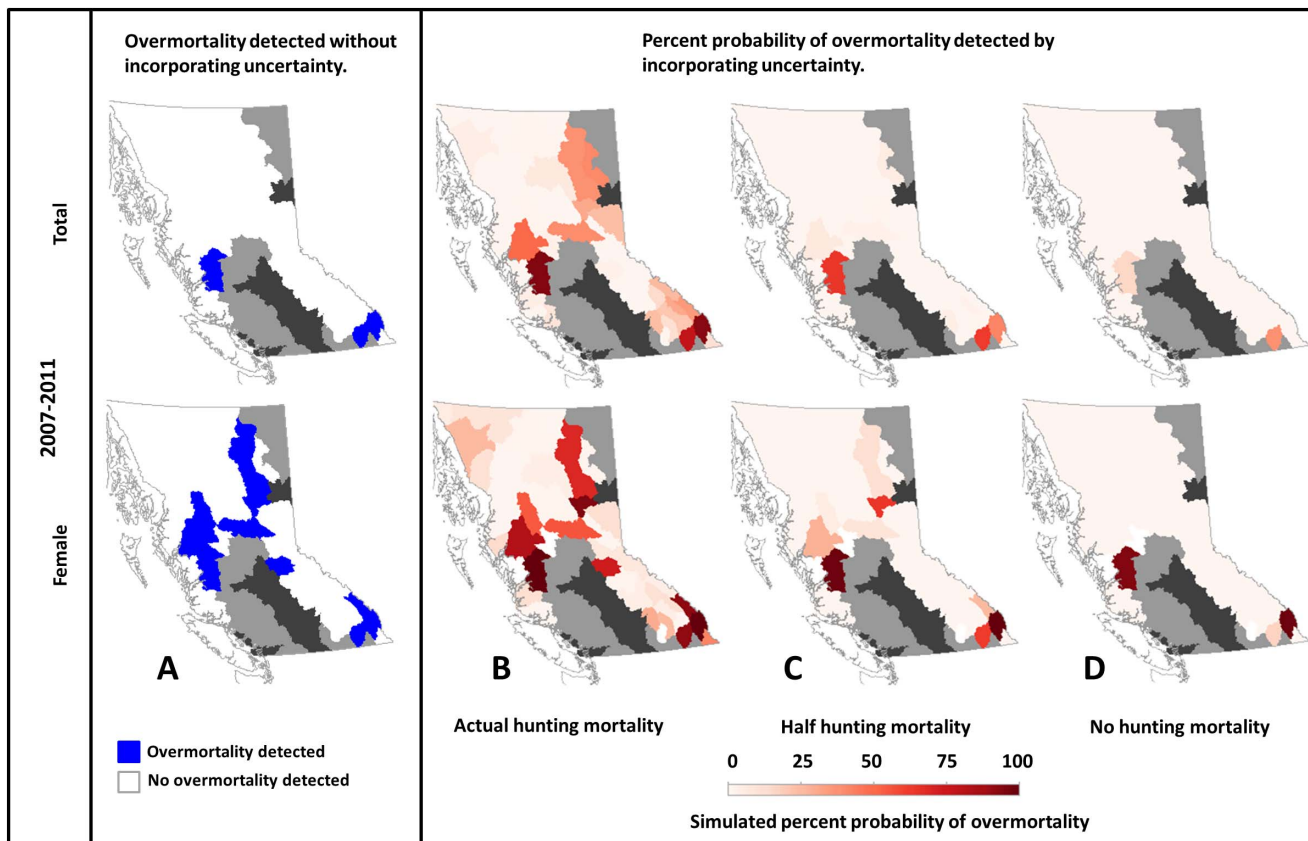 Overmortality detected without
incorporating uncertainty.
Percent probability of overmortality detected by
incorporating uncertainty.
2007-2011
Total
Female
A
B
C
D
Actual hunting mortality
Half hunting mortality
No hunting mortality
Overmortality detected
No overmortality detected
0 25 50 75 100
Simulated percent probability of overmortality